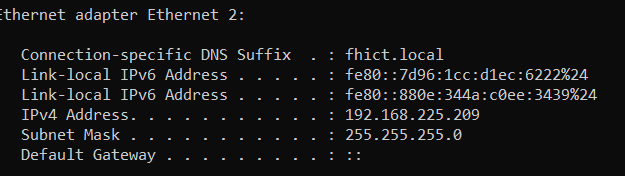 Ethernet adapter Ethernet 2:
Connection-specific DNS Suffix  . : fhict.local
Link-local IPv6 Address . . . . . : fe80::7d96:1cc:d1ec:6222%24
Link-local IPv6 Address . . . . . : fe80::880e:344a:c0ee:3439%24
IPv4 Address. . . . . . . . . . . : 192.168.225.209
Subnet Mask . . . . . . . . . . . : 255.255.255.0
Default Gateway . . . . . . . . . : ::